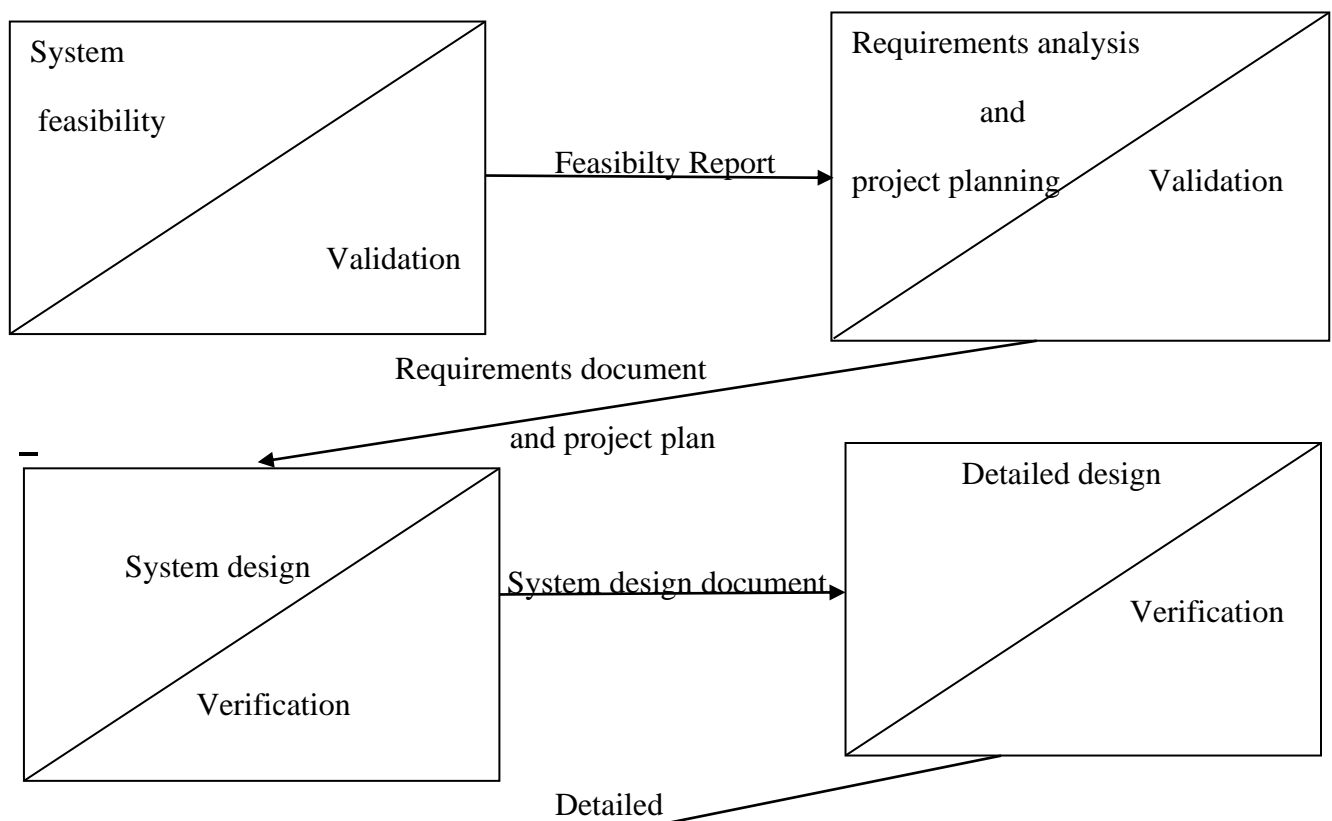 System
feasibility
Validation
Feasibilty Report
Requirements analysis
and
project planning
Validation
Requirements document
and project plan
System design
Verification
System design document
Detailed design
Verification
Detailed